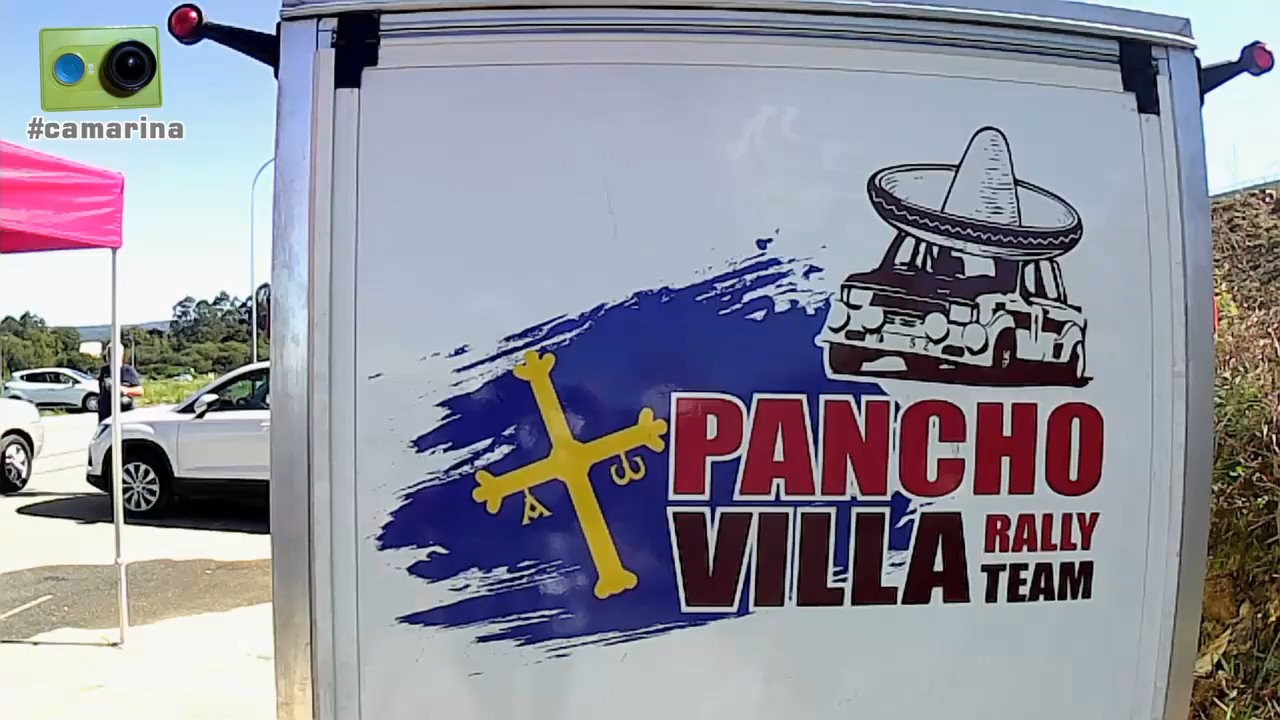 #camarina
PANCHO
VILLA RALLY
TEAM
Α ω